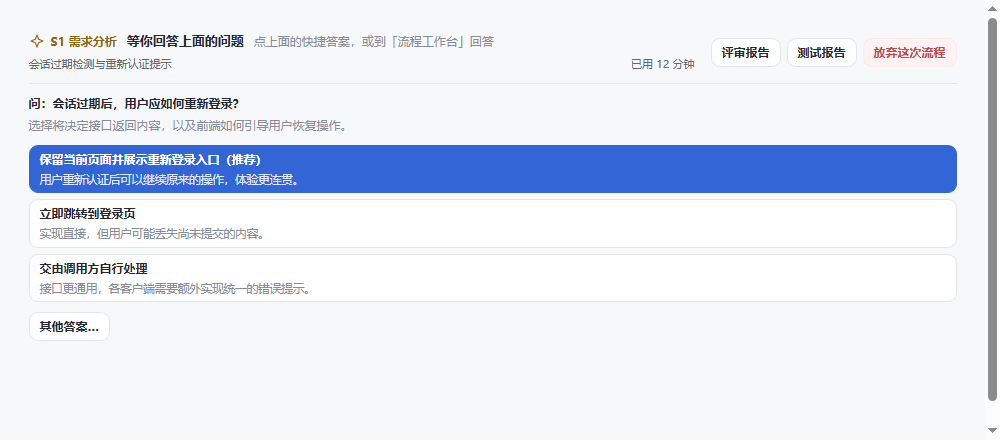 S1 需求分析 等你回答上面的问题 点上面的快捷答案，或到「流程工作台」回答
会话过期检测与重新认证提示
已用 12 分钟
评审报告
测试报告
放弃这次流程
问：会话过期后，用户应如何重新登录？
选择将决定接口返回内容，以及前端如何引导用户恢复操作。
保留当前页面并展示重新登录入口（推荐）
用户重新认证后可以继续原来的操作，体验更连贯。
立即跳转到登录页
实现直接，但用户可能丢失尚未提交的内容。
交由调用方自行处理
接口更通用，各客户端需要额外实现统一的错误提示。
其他答案...